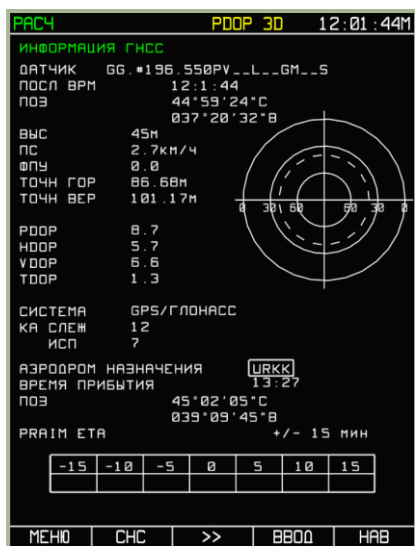 РАСЧ PDOP 3D 12:01:44М
ИНФОРМАЦИЯ ГНСС
ДАТЧИК GG.#196.550PV__L__GM__S
ПОСЛ ВРМ 12:1:44
ПОЗ 44°59'24"С
037°20'32"В
ВЫС 45м
ПС 2.7км/ч
ФПУ 0.0
ТОЧН ГОР 86.68м
ТОЧН ВЕР 101.17м
0 30 60 60 30 0
PDOP 8.7
HDOP 5.7
VDOP 6.6
TDOP 1.3
СИСТЕМА GPS/ГЛОНАСС
КА СЛЕЖ 12
ИСП 7
АЭРОДРОМ НАЗНАЧЕНИЯ URKK
ВРЕМЯ ПРИБЫТИЯ 13:27
ПОЗ 45°02'05"С
039°09'45"В
PRAIM ETA +/- 15 мин
-15 -10 -5 0 5 10 15
МЕНЮ СНС >> ВВОД НАВ